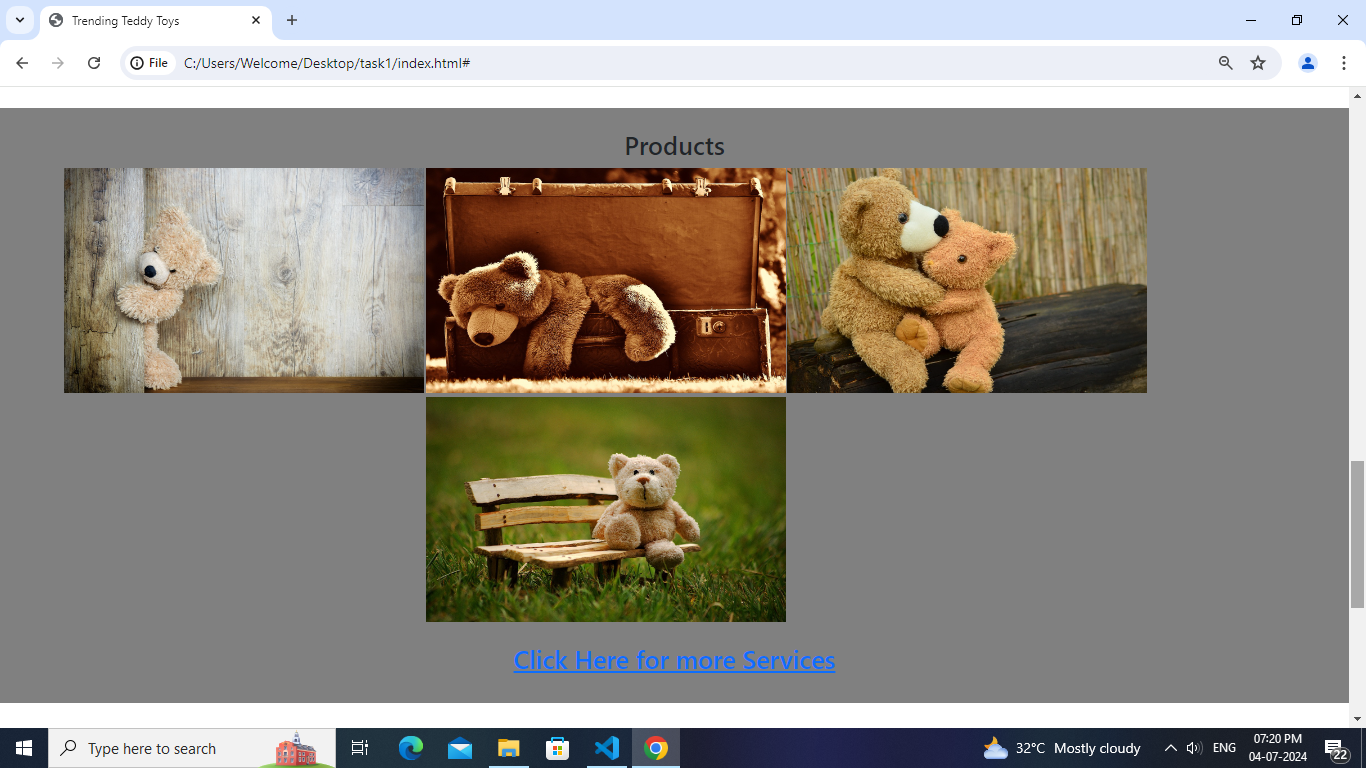 Trending Teddy Toys
File C:/Users/Welcome/Desktop/task1/index.html#
Products
Click Here for more Services
Type here to search
32°C Mostly cloudy
ENG
07:20 PM
04-07-2024
22